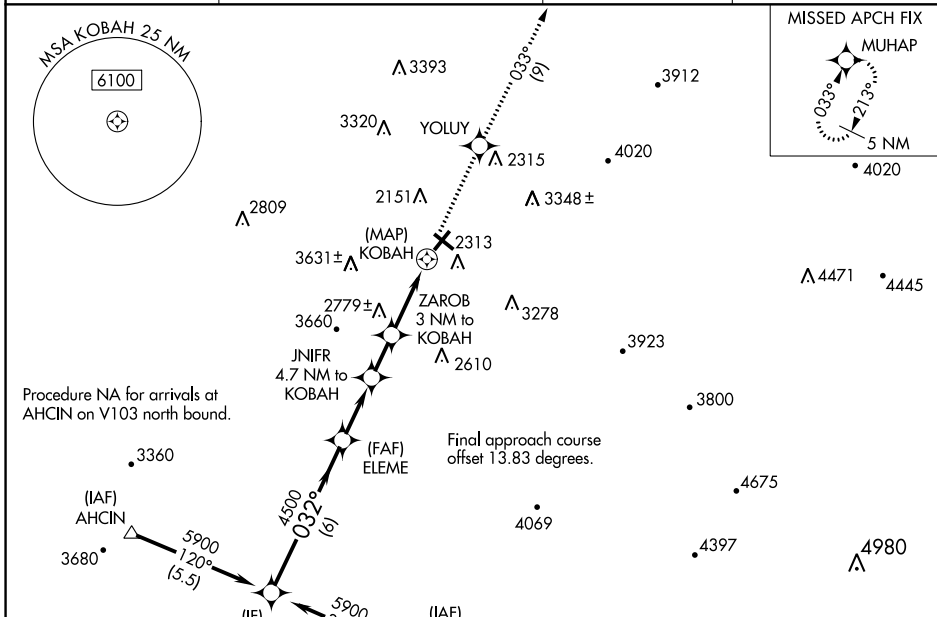 MSA KOBAH 25 NM
6100
MISSED APCH FIX
MUHAP
033°
213°
5 NM
033°
(9)
3393
3912
3320
YOLUY
2315
4020
4020
2151
3348 ±
2809
(MAP)
KOBAH
2313
3631±
4471
4445
2779±
ZAROB
3 NM to
KOBAH
3278
3660
JNIFR
4.7 NM to
KOBAH
2610
3923
Procedure NA for arrivals at
AHCIN on V103 north bound.
3800
(FAF)
ELEME
Final approach course
offset 13.83 degrees.
3360
4675
(IAF)
AHCIN
4500
032°
(6)
4069
3680
5900
120°
(5.5)
4397
4980
5900
(IAF)
(IF)